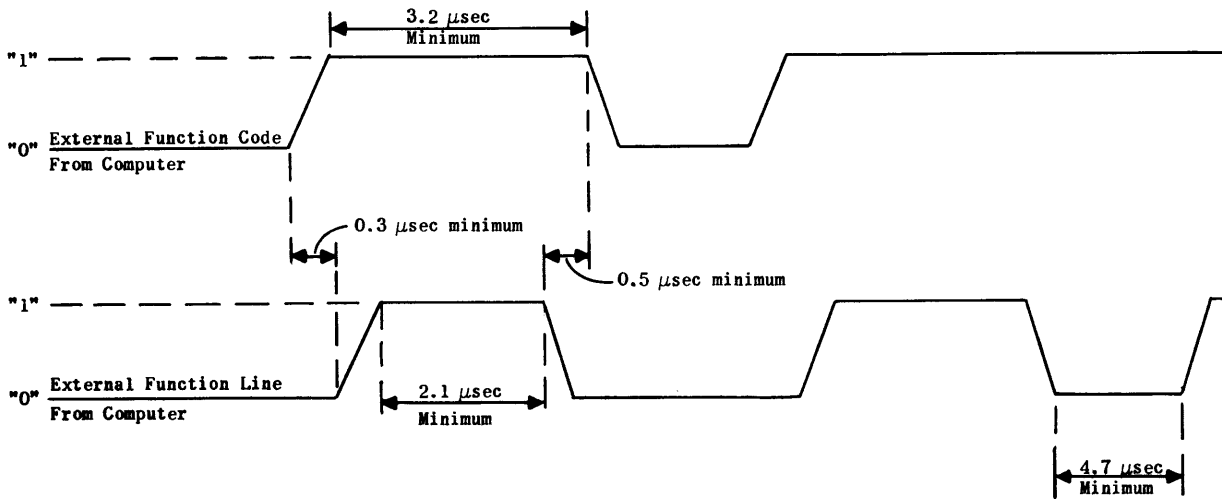 3.2 μsec
Minimum
"1"
"0" External Function Code
From Computer
0.3 μsec minimum
0.5 μsec minimum
"1"
"0" External Function Line
From Computer
2.1 μsec
Minimum
4.7 μsec
Minimum